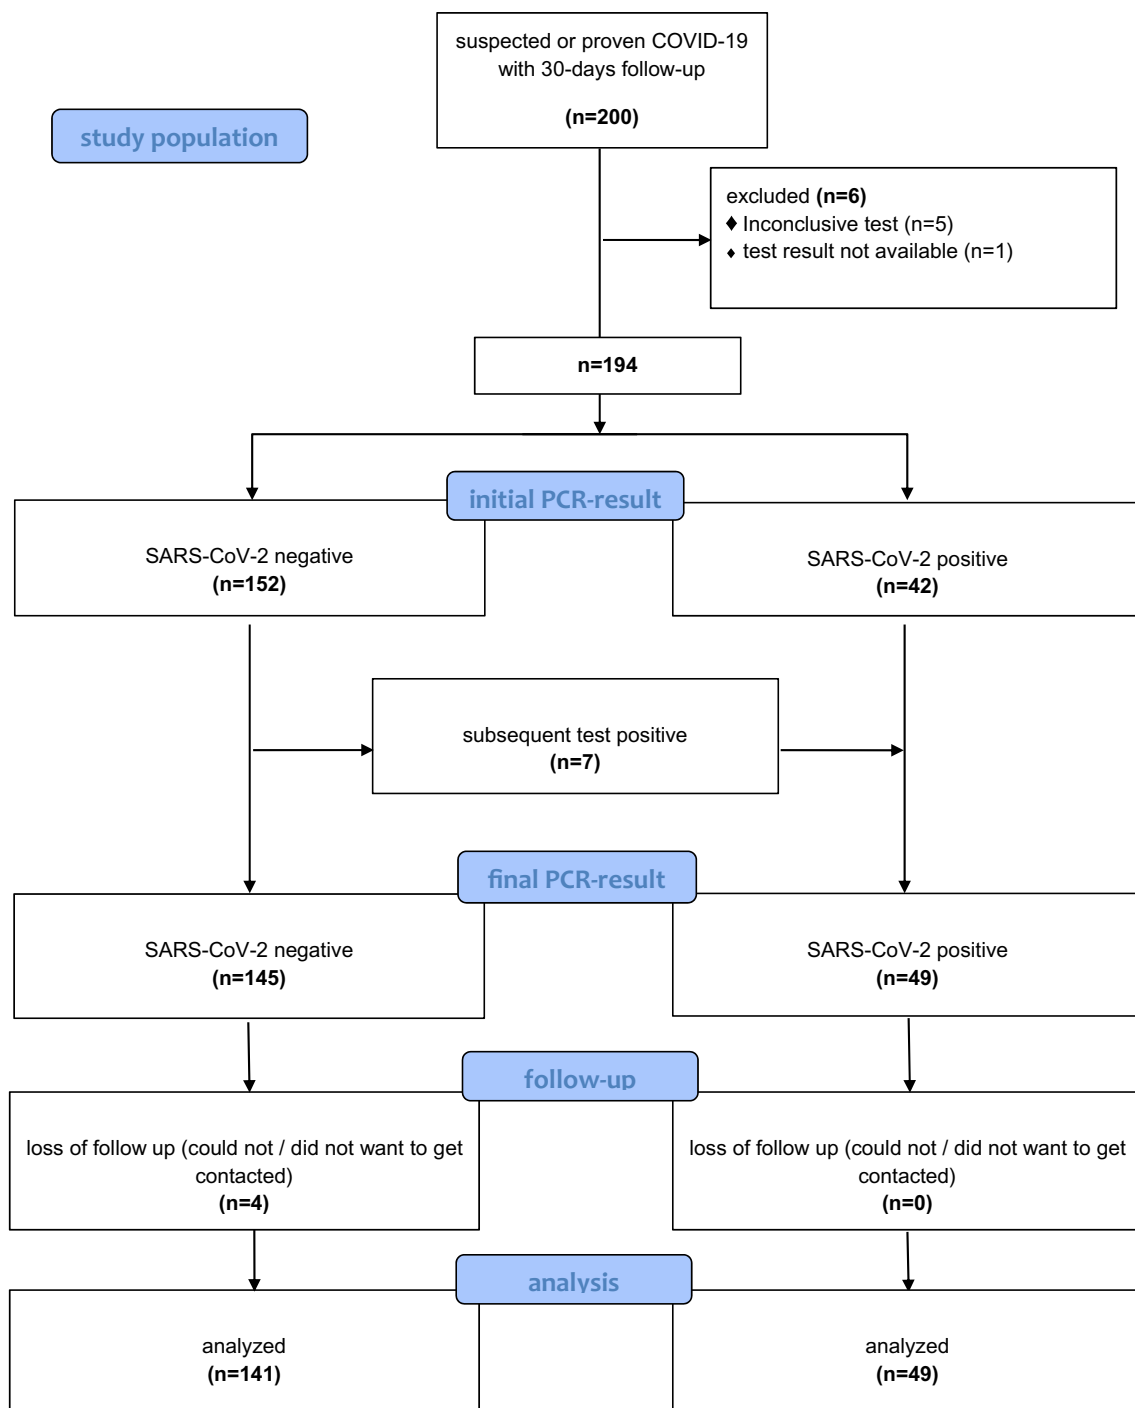 suspected or proven COVID-19
with 30-days follow-up
(n=200)
study population
excluded (n=6)
♦ Inconclusive test (n=5)
♦ test result not available (n=1)
n=194
initial PCR-result
SARS-CoV-2 negative
(n=152)
SARS-CoV-2 positive
(n=42)
subsequent test positive
(n=7)
final PCR-result
SARS-CoV-2 negative
(n=145)
SARS-CoV-2 positive
(n=49)
follow-up
loss of follow up (could not / did not want to get
contacted)
(n=4)
loss of follow up (could not / did not want to get
contacted)
(n=0)
analysis
analyzed
(n=141)
analyzed
(n=49)